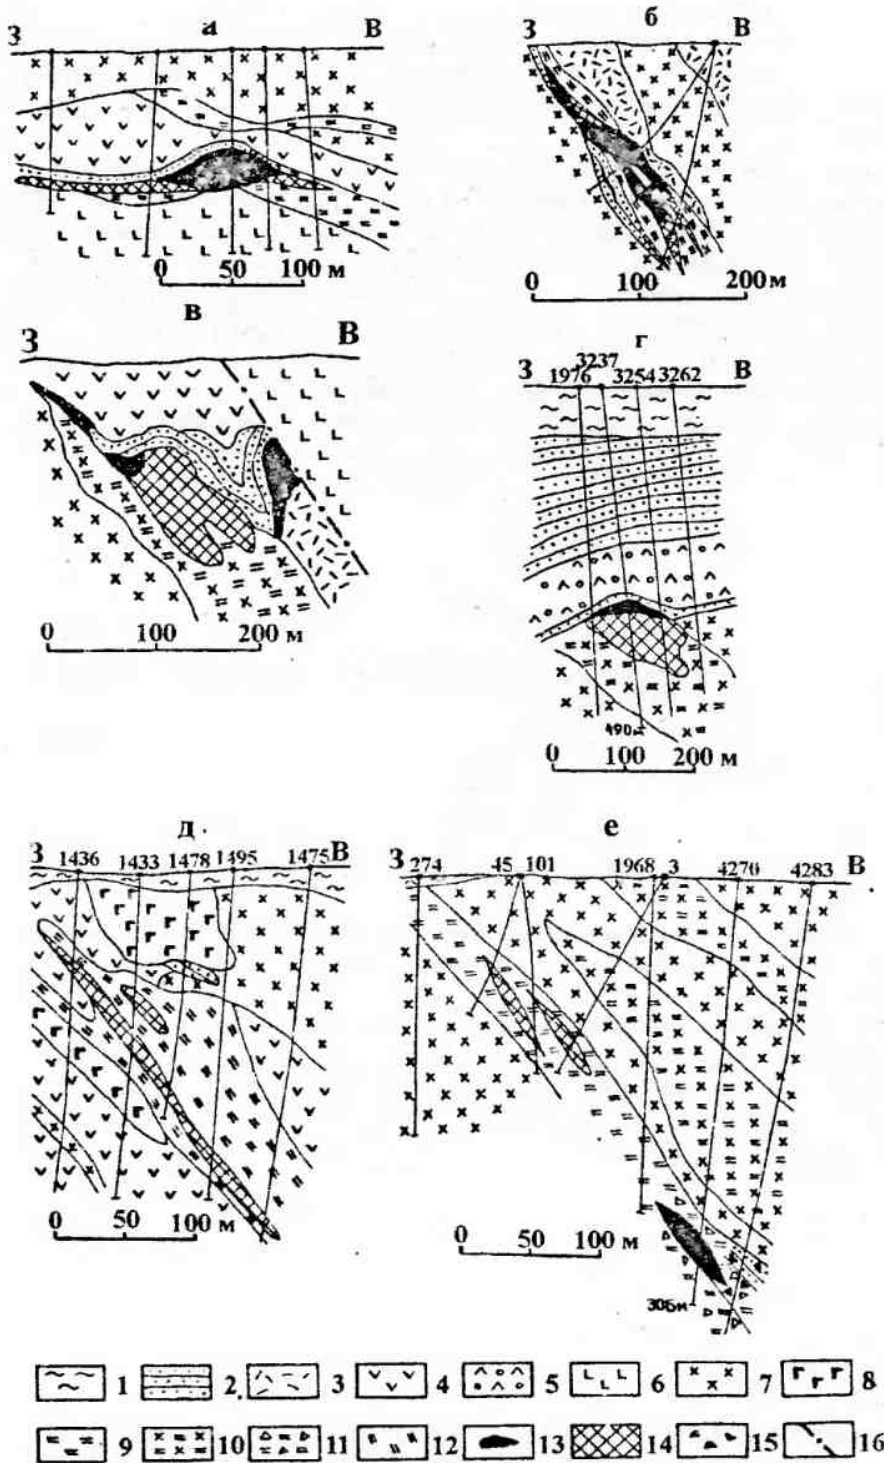 а
З В
0 50 100 м
б
З В
0 100 200 м
в
З В
0 100 200 м
г
З 1976 3237 3254 3262 В
490м
0 100 200 м
д
З 1436 1433 1478 1495 1475 В
0 50 100 м
е
З 274 45 101 1968 3 4270 4283 В
306м
0 50 100 м
1 2 3 4 5 6 7 8
9 10 11 12 13 14 15 16